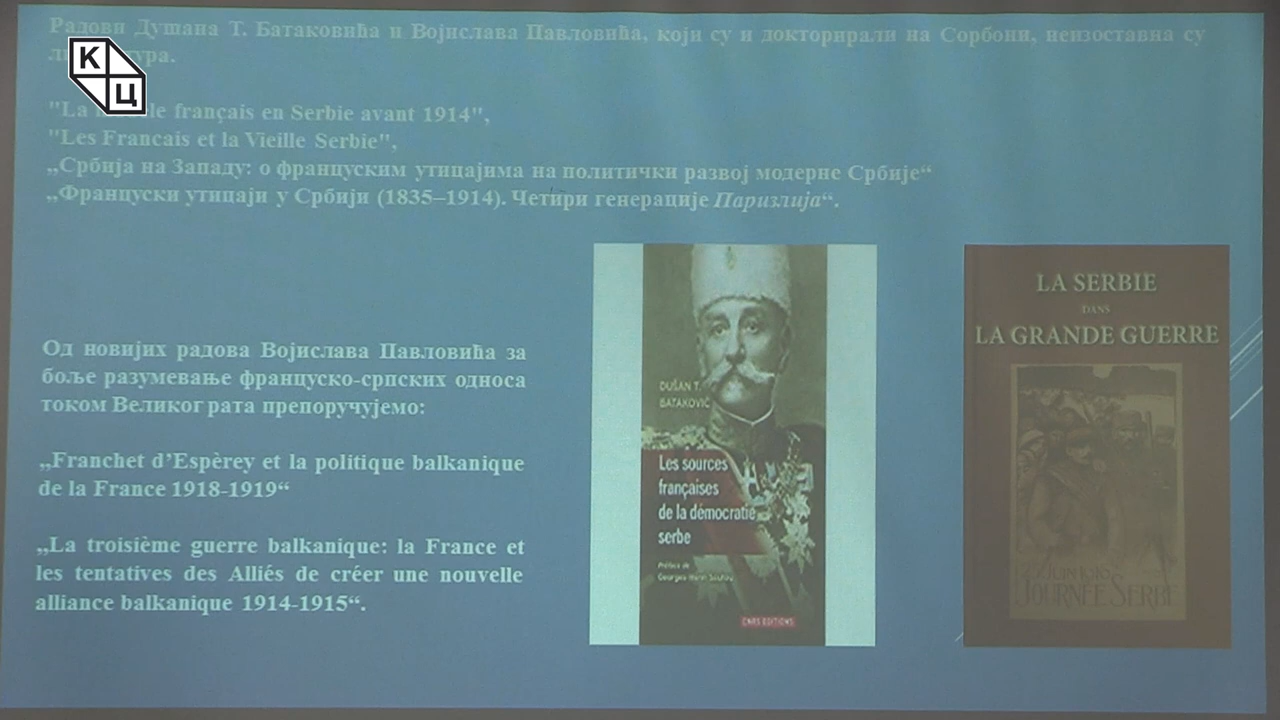 Радови Душана Т. Батаковића и Војислава Павловића, који су и докторирали на Сорбони, неизоставна су
К
Ц
"La le français en Serbie avant 1914",
"Les Francais et la Vieille Serbie",
„Србија на Западу: о француским утицајима на политички развој модерне Србије“
„Француски утицаји у Србији (1835–1914). Четири генерације Паризлија“.
Од новијих радова Војислава Павловића за
боље разумевање француско-српских односа
током Великог рата препоручујемо:
„Franchet d’Espèrey et la politique balkanique
de la France 1918-1919“
„La troisième guerre balkanique: la France et
les tentatives des Alliés de créer une nouvelle
alliance balkanique 1914-1915“.
DUŠAN T.
BATAKOVIĆ
Les sources
françaises
de la démocratie
serbe
Préface de
CNRS EDITIONS
LA SERBIE
DANS
LA GRANDE GUERRE
JOURNÉE SERBE